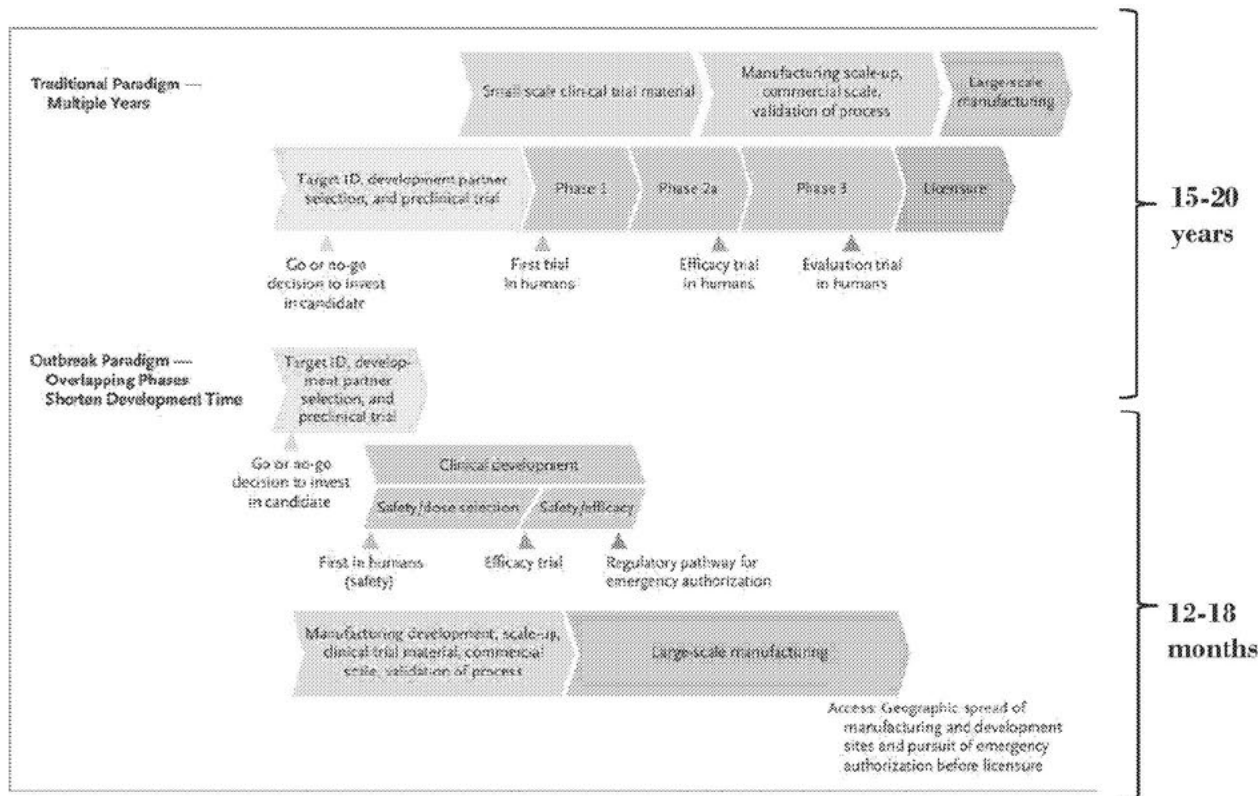 Traditional Paradigm —
Multiple Years
Small scale clinical trial material
Manufacturing scale-up,
commercial scale,
validation of process
Large-scale
manufacturing
Target ID, development partner
selection, and preclinical trial
Phase 1
Phase 2a
Phase 3
Licensure
Go or no-go
decision to invest
in candidate
First trial
in humans
Efficacy trial
in humans
Evaluation trial
in humans
15-20
years
Outbreak Paradigm —
Overlapping Phases
Shorten Development Time
Target ID, develop-
ment partner
selection, and
preclinical trial
Go or no-go
decision to invest
in candidate
Clinical development
Safety/dose selection
Safety/efficacy
First in humans
(safety)
Efficacy trial
Regulatory pathway for
emergency authorization
Manufacturing development, scale-up,
clinical trial material, commercial
scale, validation of process
Large-scale manufacturing
Access: Geographic spread of
manufacturing and development
sites and pursuit of emergency
authorization before licensure
12-18
months